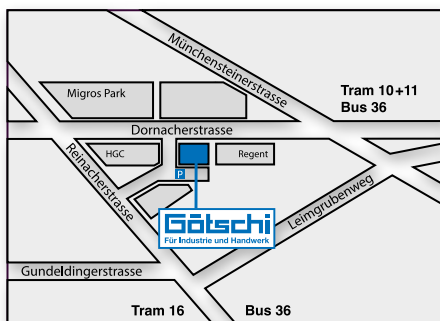 Münchensteinerstrasse
Migros Park
Tram 10+11
Bus 36
Dornacherstrasse
HGC
Regent
P
Reinacherstrasse
Götschi
Für Industrie und Handwerk
Leimgrubenweg
Gundeldingerstrasse
Tram 16
Bus 36